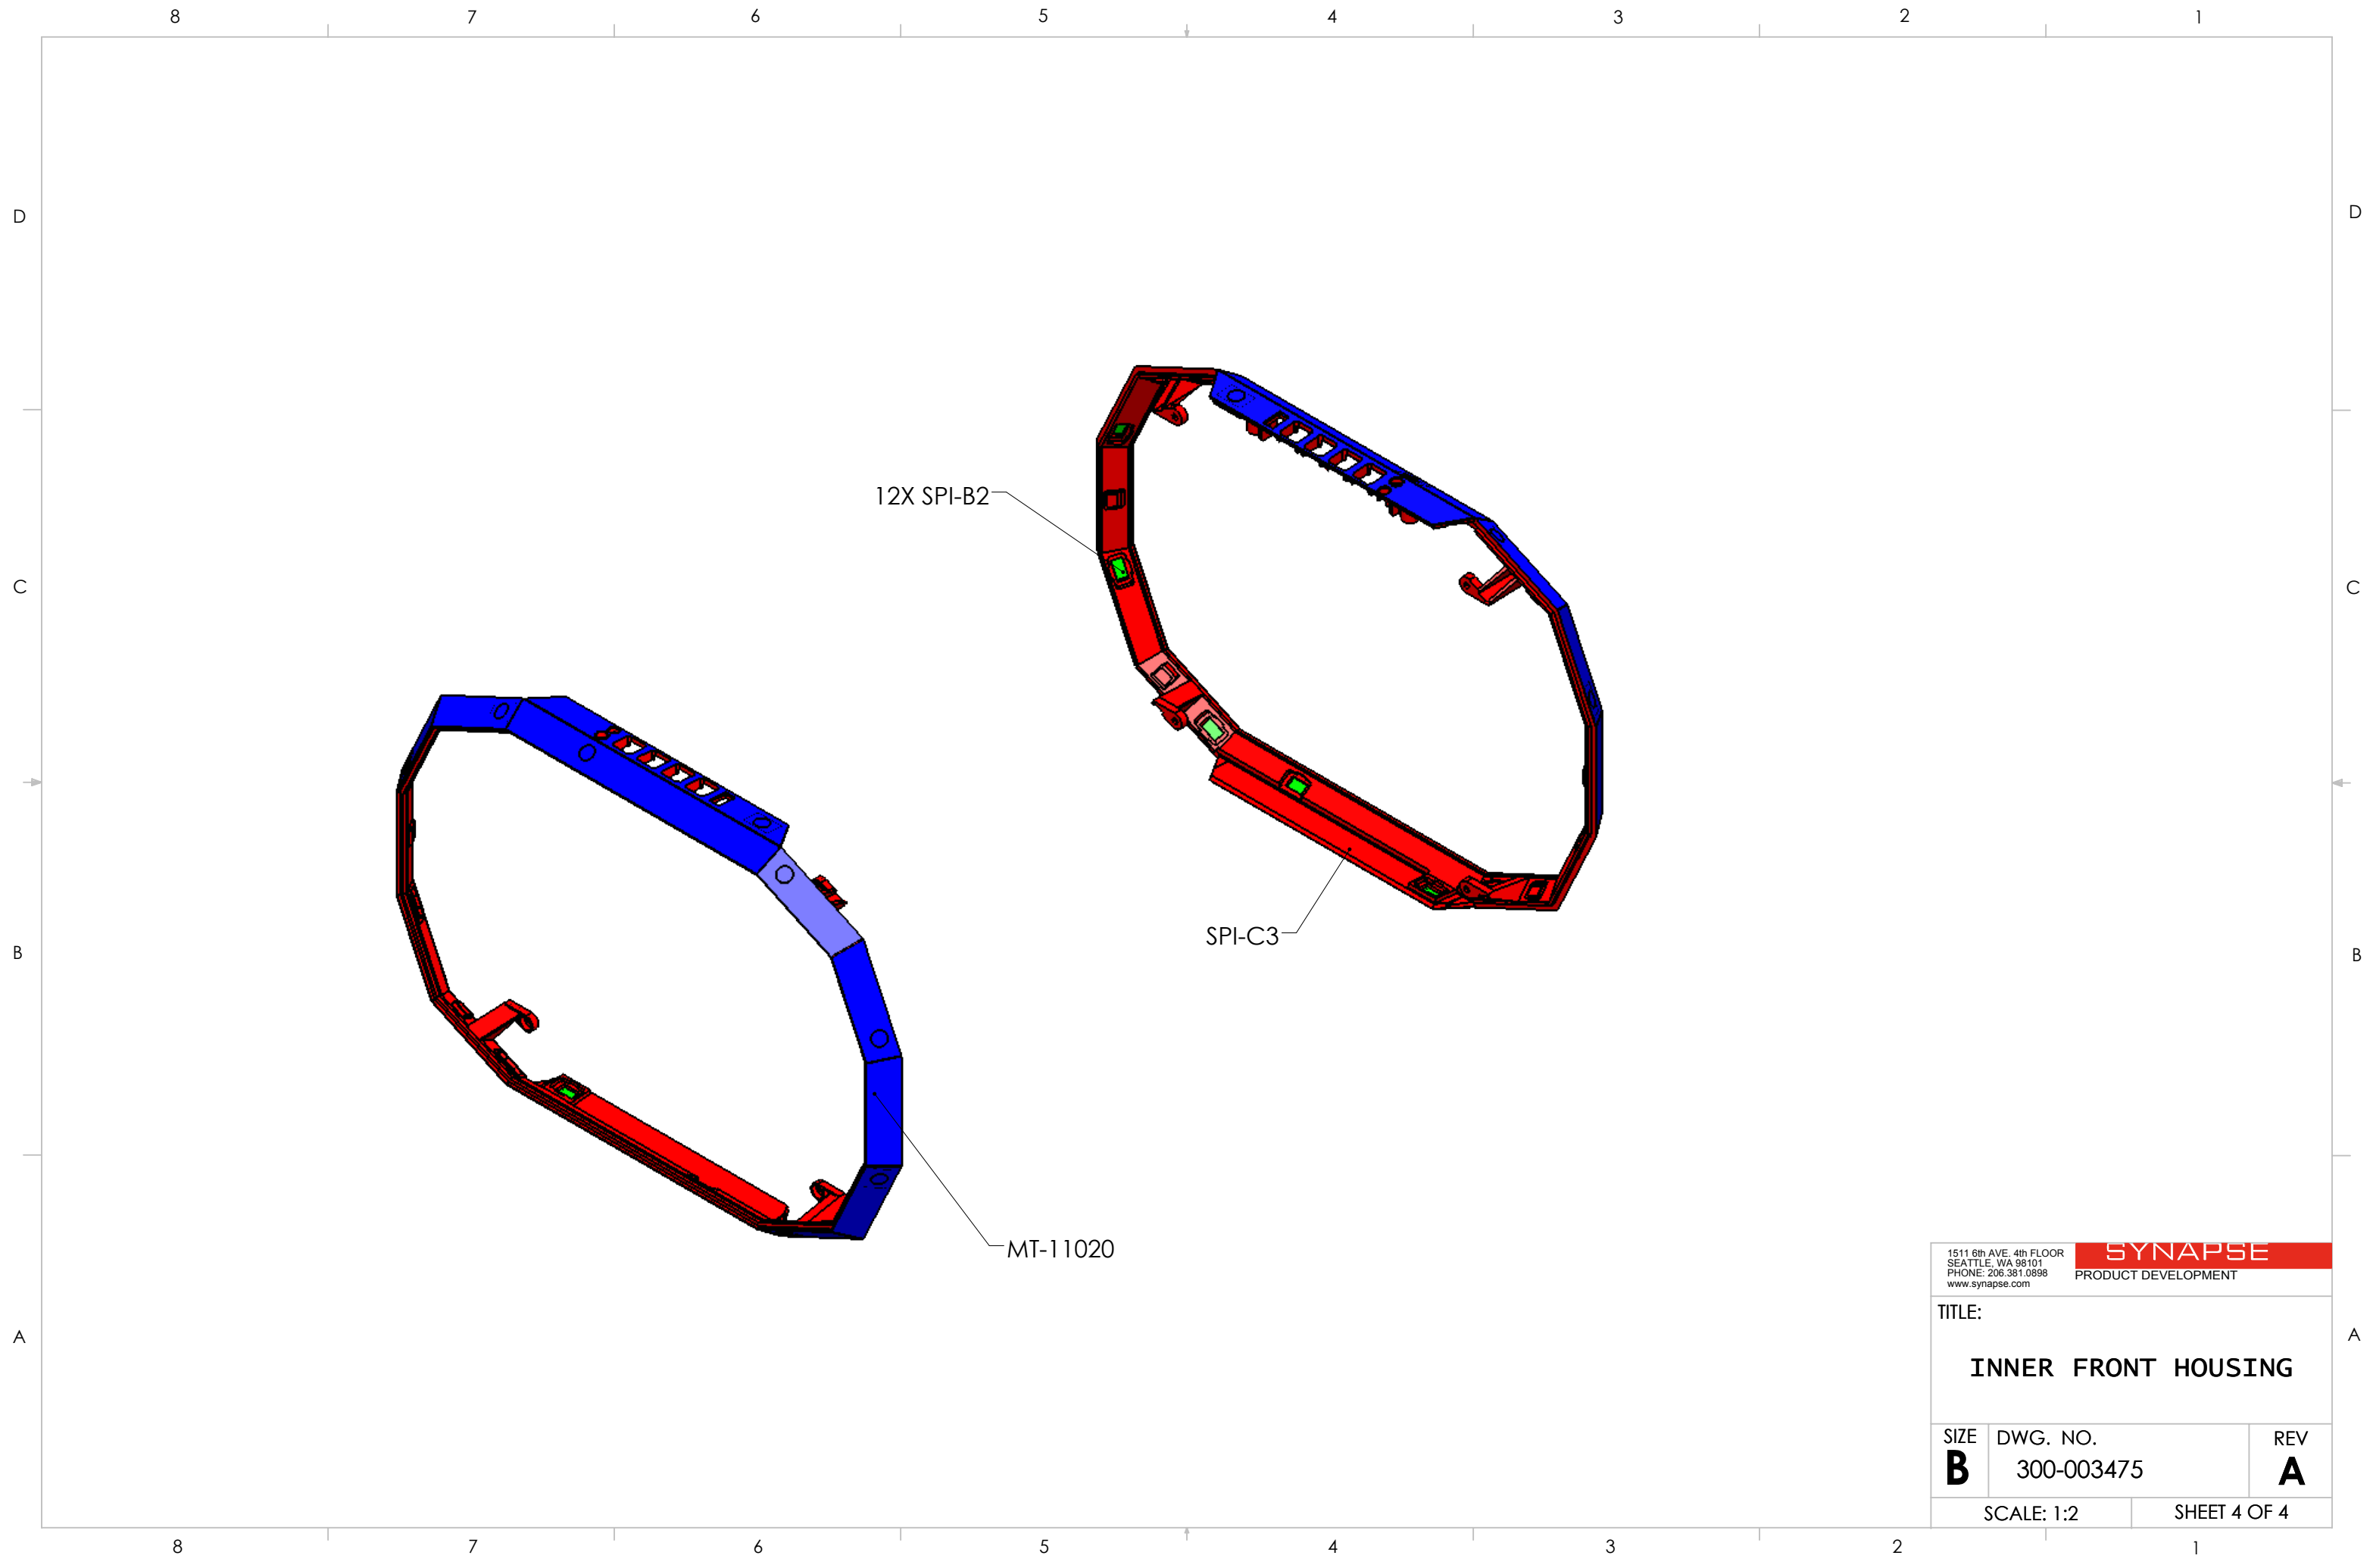 8 7 6 5 4 3 2 1
D D
12X SPI-B2
C C
SPI-C3
B B
MT-11020
1511 6th AVE. 4th FLOOR
SEATTLE, WA 98101
PHONE: 206.381.0898
www.synapse.com
SYNAPSE
PRODUCT DEVELOPMENT
TITLE:
A A
INNER FRONT HOUSING
SIZE
B
DWG. NO.
300-003475
REV
A
SCALE: 1:2
SHEET 4 OF 4
8 7 6 5 4 3 2 1